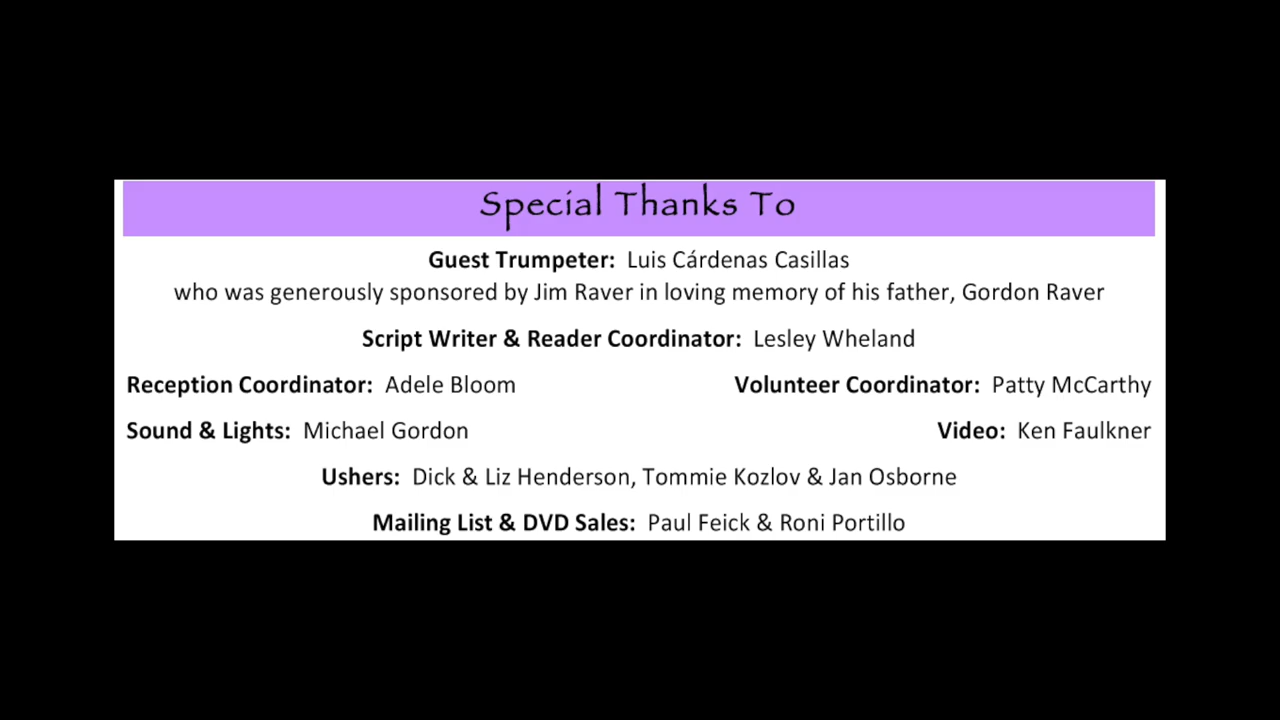 Special Thanks To
Guest Trumpeter: Luis Cárdenas Casillas
who was generously sponsored by Jim Raver in loving memory of his father, Gordon Raver
Script Writer & Reader Coordinator: Lesley Wheland
Reception Coordinator: Adele Bloom Volunteer Coordinator: Patty McCarthy
Sound & Lights: Michael Gordon Video: Ken Faulkner
Ushers: Dick & Liz Henderson, Tommie Kozlov & Jan Osborne
Mailing List & DVD Sales: Paul Feick & Roni Portillo